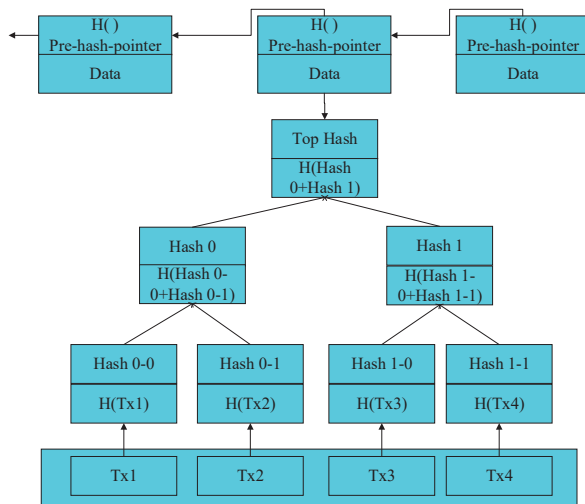 H( )
Pre-hash-pointer
Data
H( )
Pre-hash-pointer
Data
H( )
Pre-hash-pointer
Data
Top Hash
H(Hash
0+Hash 1)
Hash 0
H(Hash 0-
0+Hash 0-1)
Hash 1
H(Hash 1-
0+Hash 1-1)
Hash 0-0
H(Tx1)
Hash 0-1
H(Tx2)
Hash 1-0
H(Tx3)
Hash 1-1
H(Tx4)
Tx1
Tx2
Tx3
Tx4